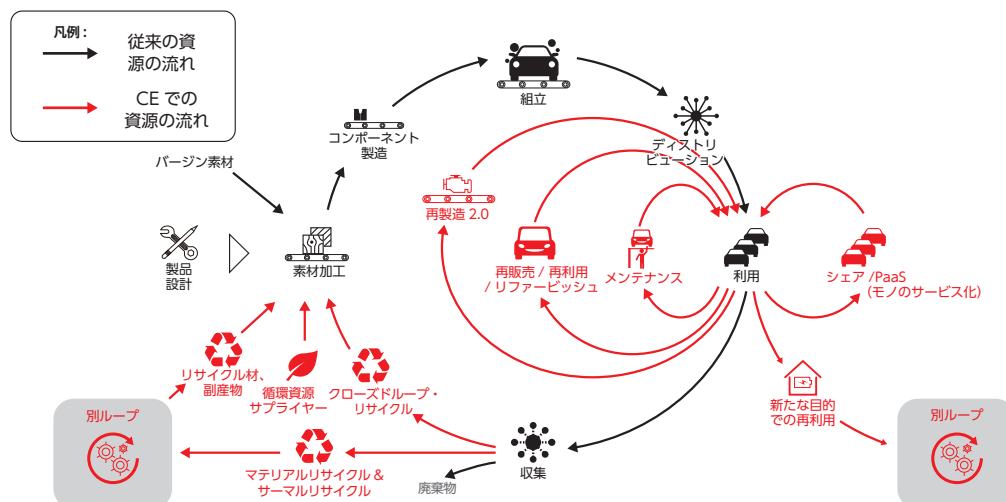 凡例：
従来の資
源の流れ
CE での
資源の流れ
組立
コンポーネント
製造
ディストリ
ビューション
バージン素材
再製造 2.0
製品
設計
素材加工
再販売 / 再利用
/ リファービッシュ
メンテナンス
利用
シェア /PaaS
(モノのサービス化)
リサイクル材、
副産物
循環資源
サプライヤー
クローズドループ・
リサイクル
新たな目的
での再利用
別ループ
別ループ
マテリアルリサイクル &
サーマルリサイクル
収集
廃棄物